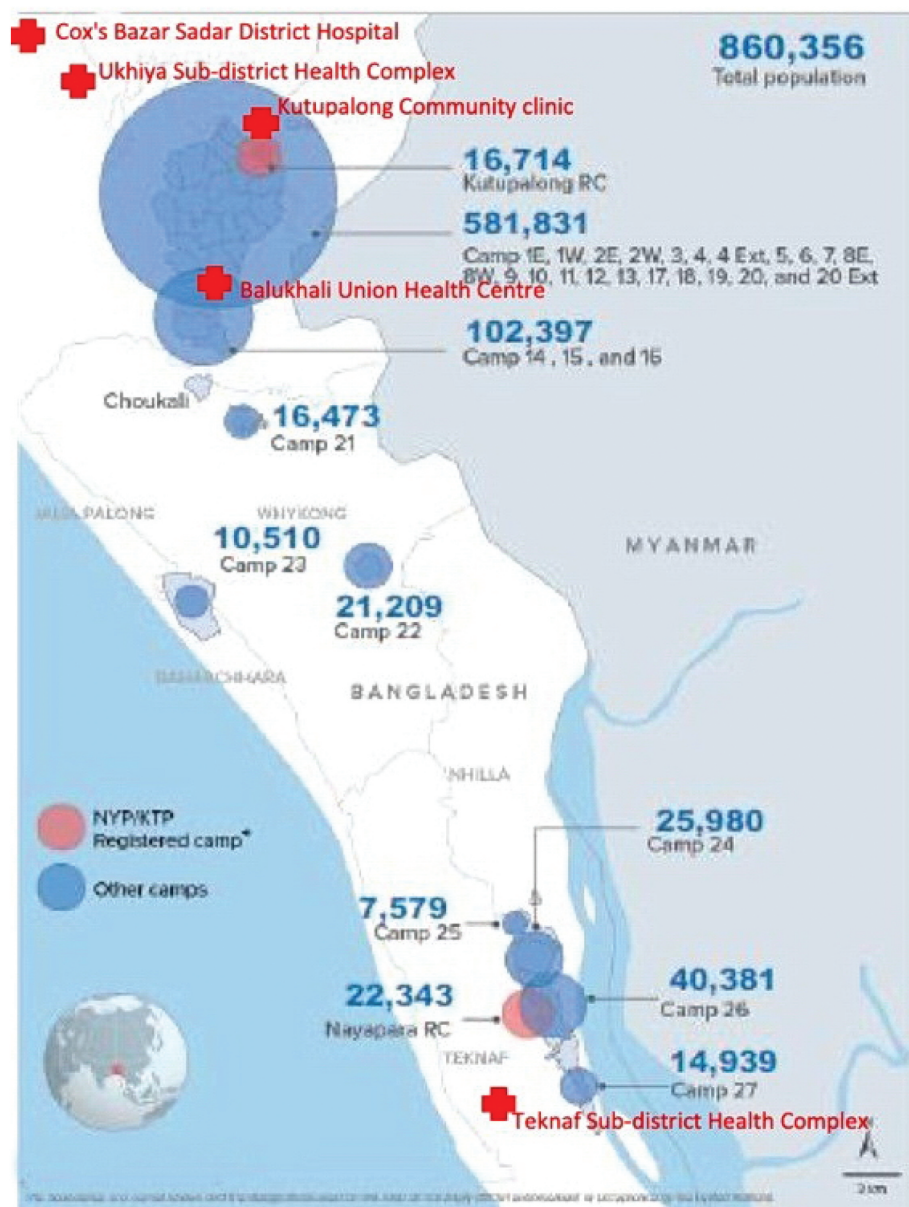 Cox's Bazar Sadar District Hospital
Ukhiya Sub-district Health Complex
Kutupalong Community clinic
860,356
Total population
16,714
Kutupalong RC
581,831
Camp 1E, 1W, 2E, 2W, 3, 4, 4 Ext, 5, 6, 7, 8E,
8W, 9, 10, 11, 12, 13, 17, 18, 19, 20, and 20 Ext
Balukhali Union Health Centre
102,397
Camp 14, 15, and 16
Choukali
16,473
Camp 21
JALIA PALONG
WHYKONG
10,510
Camp 23
MYANMAR
21,209
Camp 22
BAHARCHHARA
BANGLADESH
NHILLA
NYP/KTP
Registered camp*
Other camps
25,980
Camp 24
7,579
Camp 25
22,343
Nayapara RC
40,381
Camp 26
TEKNAF
14,939
Camp 27
Teknaf Sub-district Health Complex